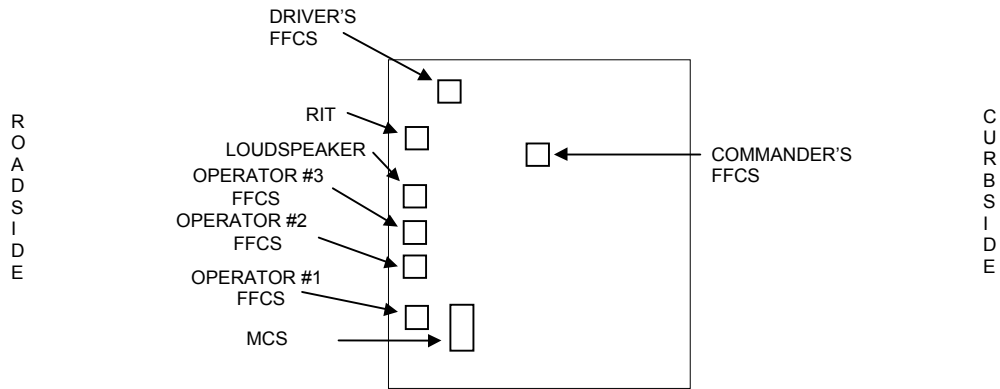 DRIVER'S
FFCS
RIT
LOUDSPEAKER
OPERATOR #3
FFCS
OPERATOR #2
FFCS
OPERATOR #1
FFCS
MCS
COMMANDER'S
FFCS
ROADSIDE
CURBSIDE